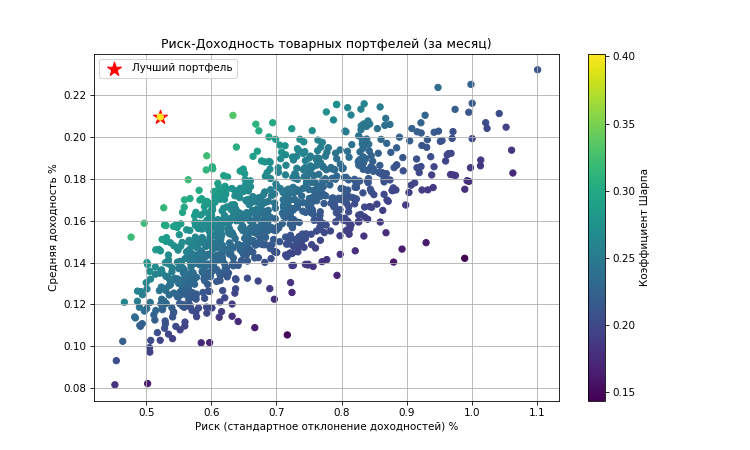 Риск-Доходность товарных портфелей (за месяц)
Лучший портфель
Средняя доходность %
0.22
0.20
0.18
0.16
0.14
0.12
0.10
0.08
0.5 0.6 0.7 0.8 0.9 1.0 1.1
Риск (стандартное отклонение доходностей) %
0.40
0.35
0.30
0.25
0.20
0.15
Коэффициент Шарпа